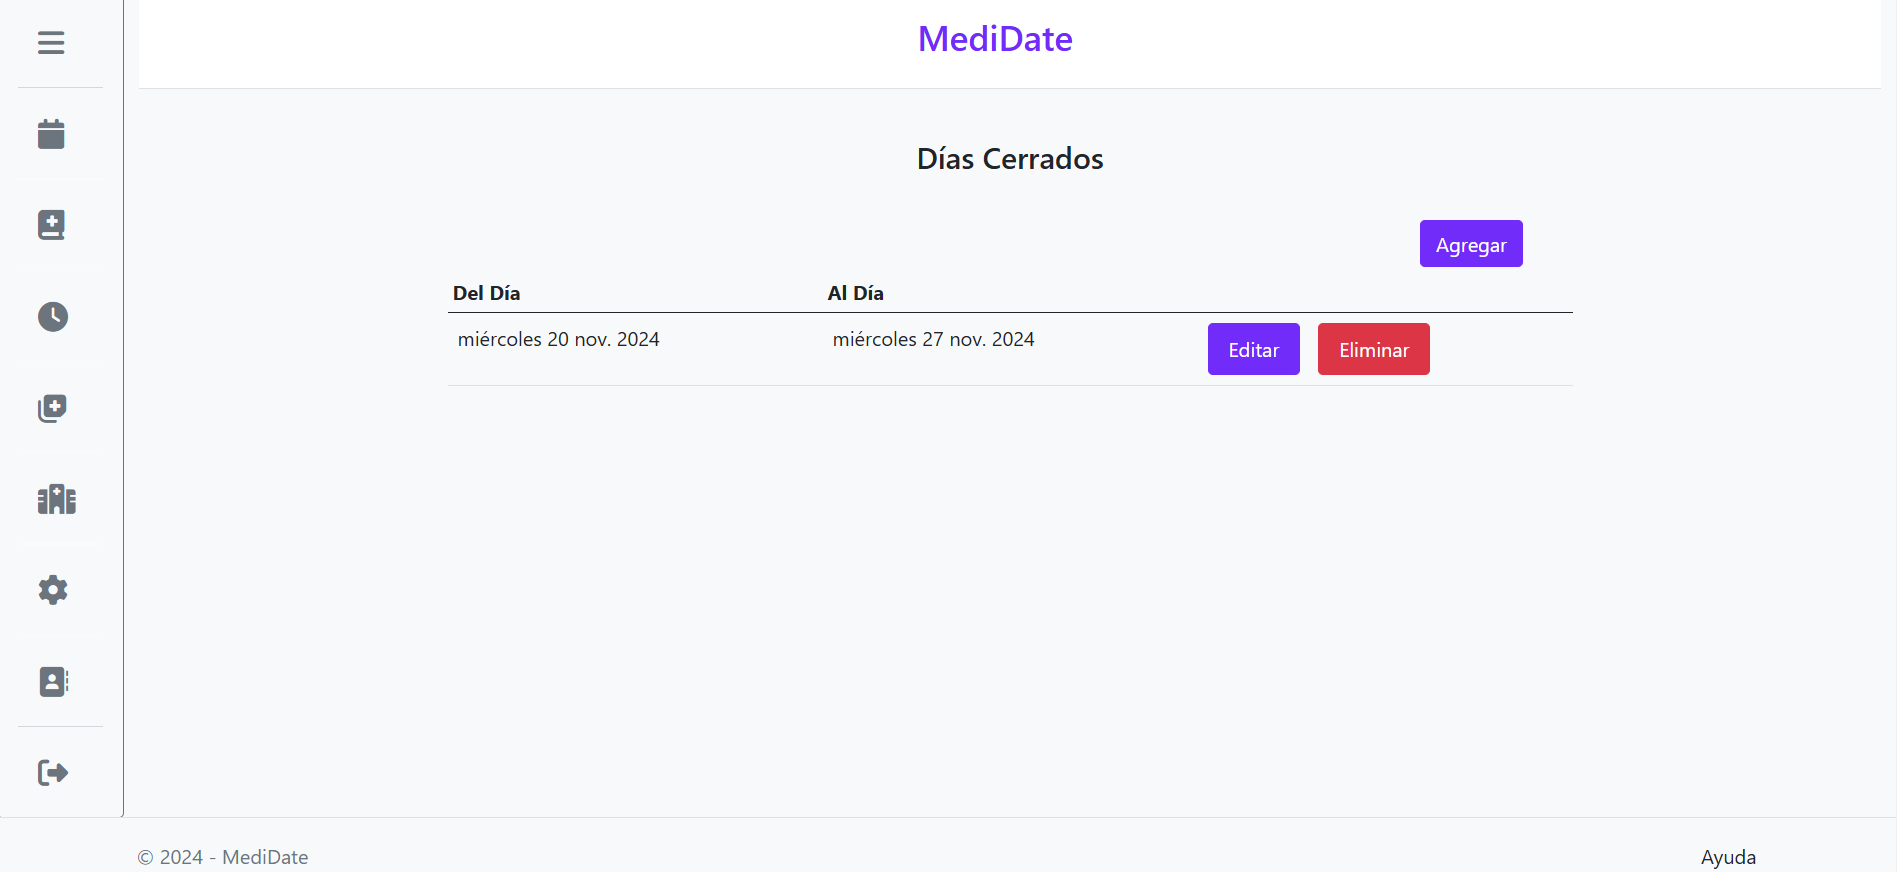 MediDate
Días Cerrados
Agregar
Del Día Al Día
miércoles 20 nov. 2024 miércoles 27 nov. 2024 Editar Eliminar
© 2024 - MediDate Ayuda